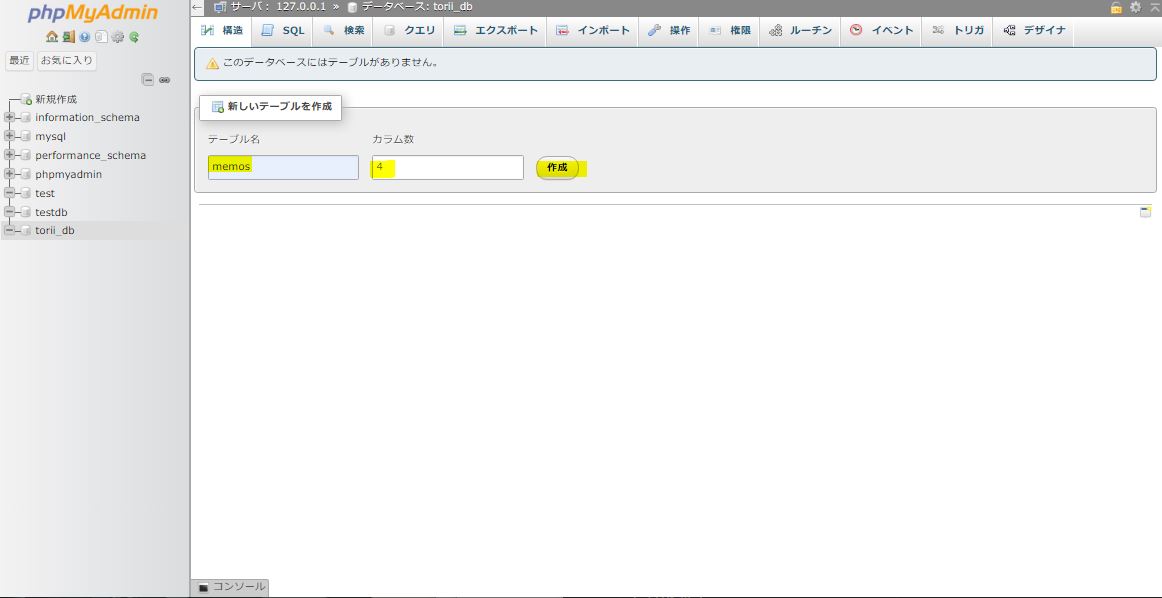 phpMyAdmin
最近 お気に入り
新規作成
information_schema
mysql
performance_schema
phpmyadmin
test
testdb
torii_db
サーバ: 127.0.0.1 » データベース: torii_db
構造 SQL 検索 クエリ エクスポート インポート 操作 権限 ルーチン イベント トリガ デザイナ
このデータベースにはテーブルがありません。
新しいテーブルを作成
テーブル名 カラム数
memos 4 作成
コンソール